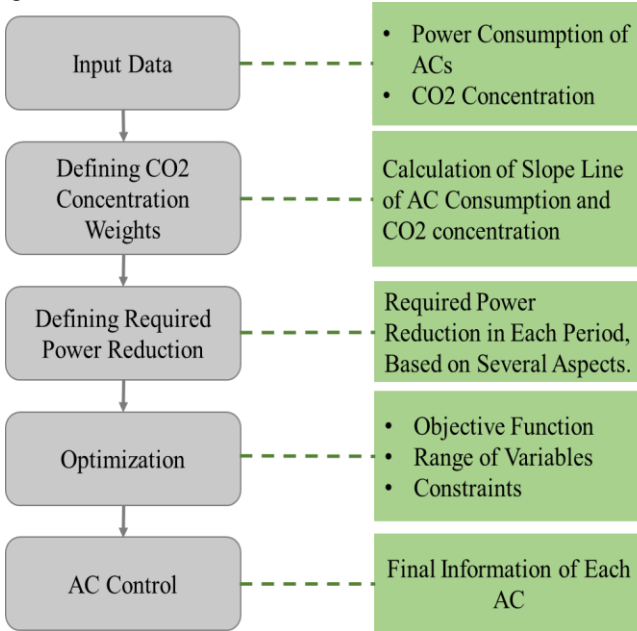 Input Data
• Power Consumption of
ACs
• CO2 Concentration
Defining CO2
Concentration
Weights
Calculation of Slope Line
of AC Consumption and
CO2 concentration
Defining Required
Power Reduction
Required Power
Reduction in Each Period,
Based on Several Aspects.
Optimization
• Objective Function
• Range of Variables
• Constraints
AC Control
Final Information of Each
AC